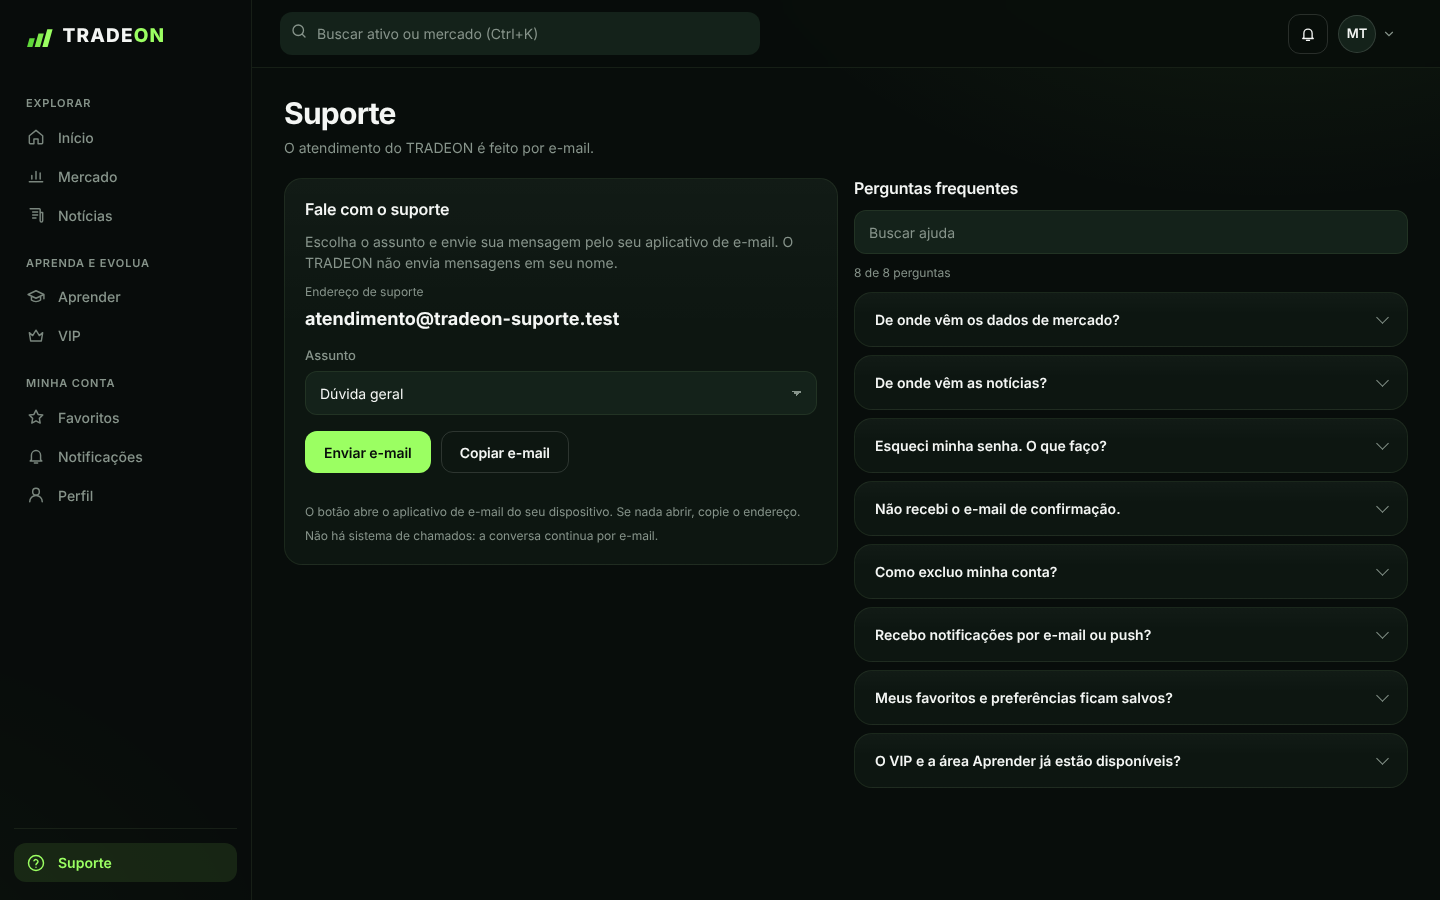 TRADEON
Buscar ativo ou mercado (Ctrl+K)
MT
EXPLORAR
Início
Mercado
Notícias
APRENDA E EVOLUA
Aprender
VIP
MINHA CONTA
Favoritos
Notificações
Perfil
Suporte
Suporte
O atendimento do TRADEON é feito por e-mail.
Fale com o suporte
Escolha o assunto e envie sua mensagem pelo seu aplicativo de e-mail. O
TRADEON não envia mensagens em seu nome.
Endereço de suporte
atendimento@tradeon-suporte.test
Assunto
Dúvida geral
Enviar e-mail
Copiar e-mail
O botão abre o aplicativo de e-mail do seu dispositivo. Se nada abrir, copie o endereço.
Não há sistema de chamados: a conversa continua por e-mail.
Perguntas frequentes
Buscar ajuda
8 de 8 perguntas
De onde vêm os dados de mercado?
De onde vêm as notícias?
Esqueci minha senha. O que faço?
Não recebi o e-mail de confirmação.
Como excluo minha conta?
Recebo notificações por e-mail ou push?
Meus favoritos e preferências ficam salvos?
O VIP e a área Aprender já estão disponíveis?